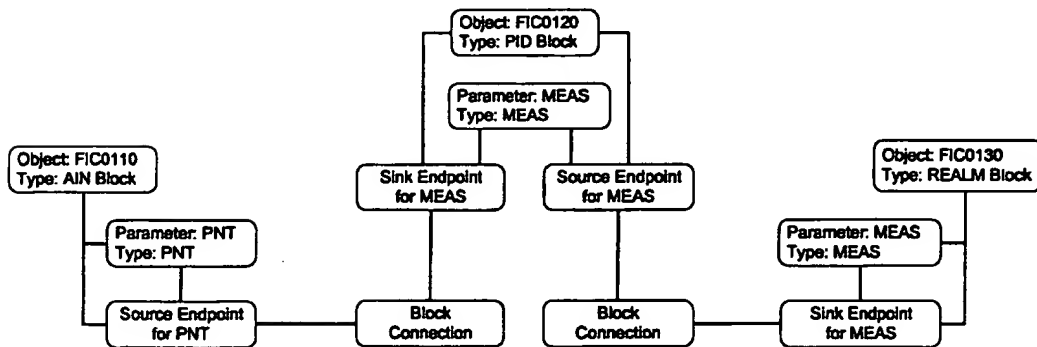 Object: FIC0120
Type: PID Block
Parameter: MEAS
Type: MEAS
Object: FIC0110
Type: AIN Block
Sink Endpoint
for MEAS
Source Endpoint
for MEAS
Object: FIC0130
Type: REALM Block
Parameter: PNT
Type: PNT
Parameter: MEAS
Type: MEAS
Source Endpoint
for PNT
Block
Connection
Block
Connection
Sink Endpoint
for MEAS